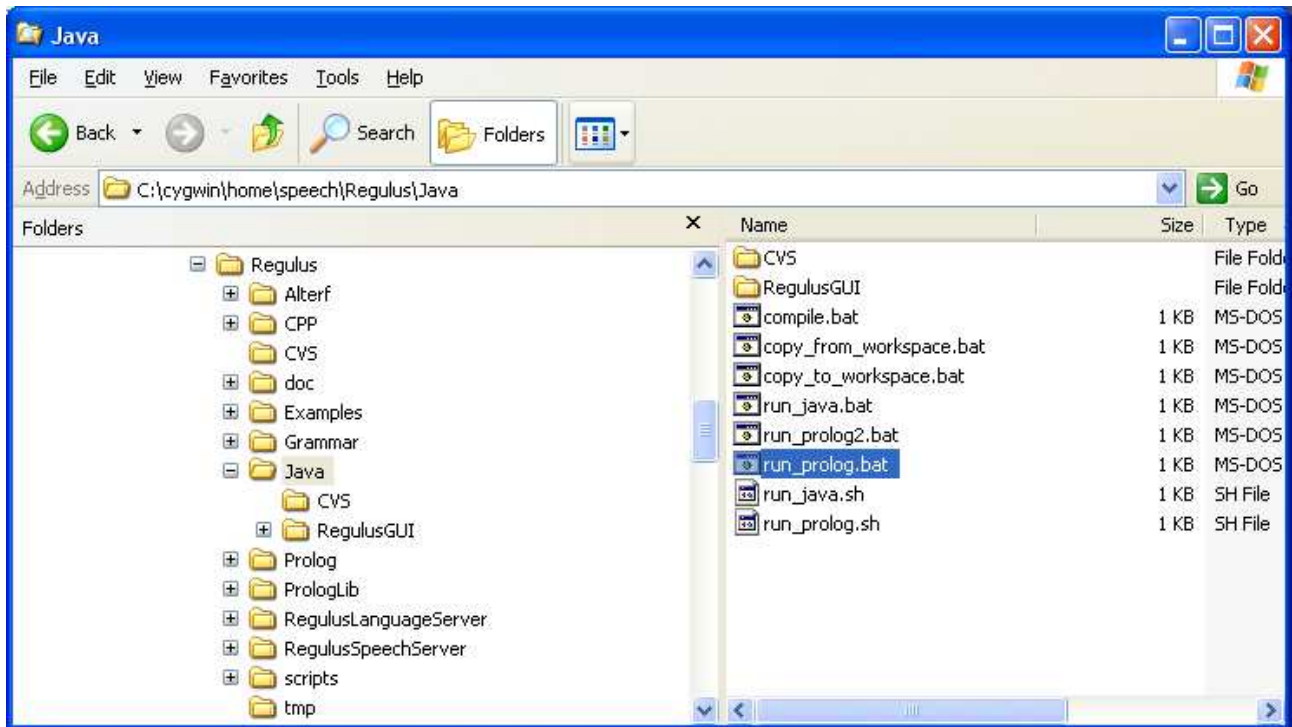 Java
File Edit View Favorites Tools Help
Back Search Folders
Address C:\cygwin\home\speech\Regulus\Java Go
Folders
Regulus
Alterf
CPP
CVS
doc
Examples
Grammar
Java
CVS
RegulusGUI
Prolog
PrologLib
RegulusLanguageServer
RegulusSpeechServer
scripts
tmp
Name Size Type
CVS File Folde
RegulusGUI File Folde
compile.bat 1 KB MS-DOS
copy_from_workspace.bat 1 KB MS-DOS
copy_to_workspace.bat 1 KB MS-DOS
run_java.bat 1 KB MS-DOS
run_prolog2.bat 1 KB MS-DOS
run_prolog.bat 1 KB MS-DOS
run_java.sh 1 KB SH File
run_prolog.sh 1 KB SH File